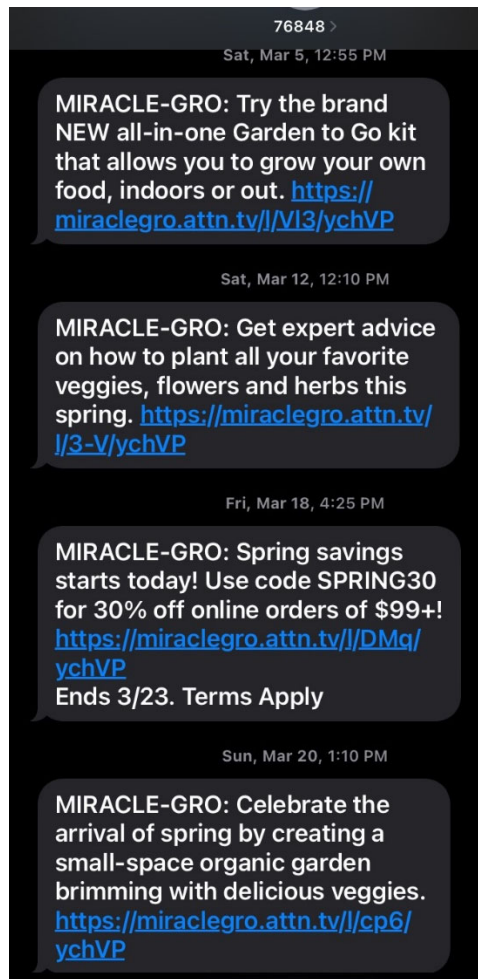 76848 >
Sat, Mar 5, 12:55 PM
MIRACLE-GRO: Try the brand
NEW all-in-one Garden to Go kit
that allows you to grow your own
food, indoors or out. https://
miraclegro.attn.tv/l/Vl3/ychVP
Sat, Mar 12, 12:10 PM
MIRACLE-GRO: Get expert advice
on how to plant all your favorite
veggies, flowers and herbs this
spring. https://miraclegro.attn.tv/
l/3-V/ychVP
Fri, Mar 18, 4:25 PM
MIRACLE-GRO: Spring savings
starts today! Use code SPRING30
for 30% off online orders of $99+!
https://miraclegro.attn.tv/l/DMq/
ychVP
Ends 3/23. Terms Apply
Sun, Mar 20, 1:10 PM
MIRACLE-GRO: Celebrate the
arrival of spring by creating a
small-space organic garden
brimming with delicious veggies.
https://miraclegro.attn.tv/l/cp6/
ychVP